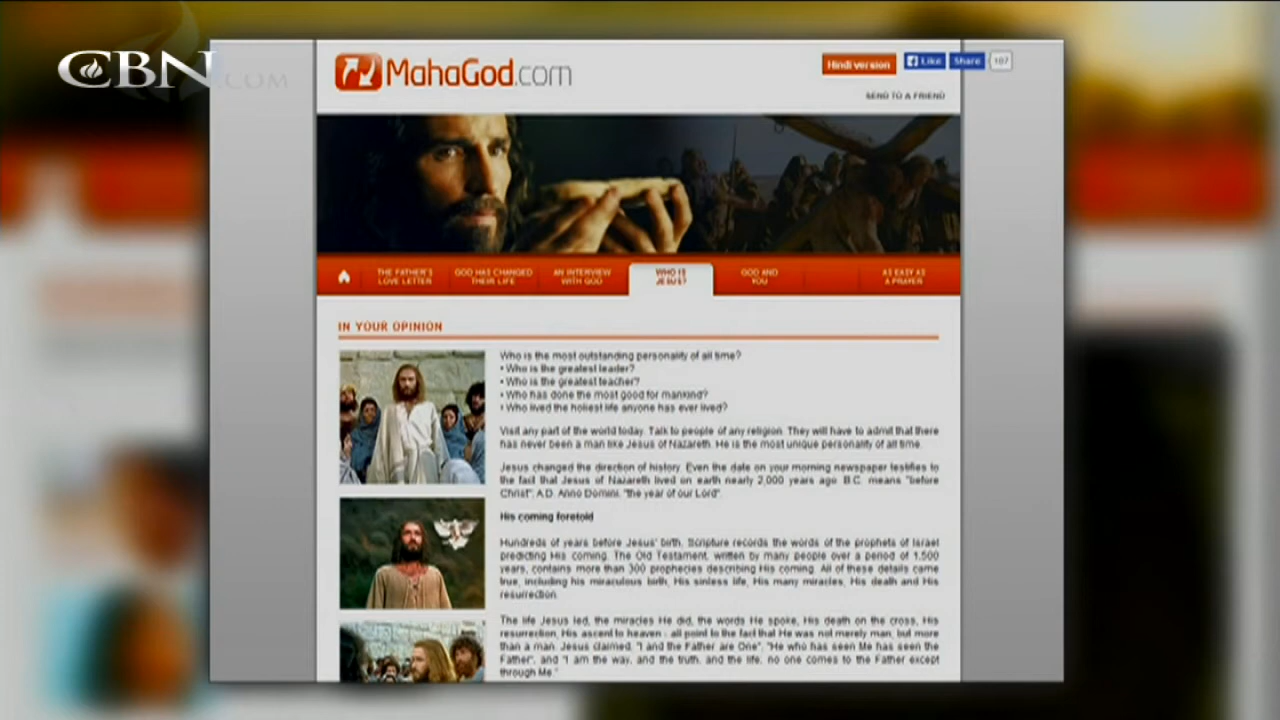 CBN
.COM
MahaGod.com
Hindi version
Like
Share
107
SEND TO A FRIEND
THE FATHER'S
LOVE LETTER
GOD HAS CHANGED
THEIR LIFE
AN INTERVIEW
WITH GOD
WHO IS
JESUS?
GOD AND
YOU
AS EASY AS
A PRAYER
IN YOUR OPINION
Who is the most outstanding personality of all time?
• Who is the greatest leader?
• Who is the greatest teacher?
• Who has done the most good for mankind?
• Who lived the holiest life anyone has ever lived?
Visit any part of the world today. Talk to people of any religion. They will have to admit that there
has never been a man like Jesus of Nazareth. He is the most unique personality of all time.
Jesus changed the direction of history. Even the date on your morning newspaper testifies to
the fact that Jesus of Nazareth lived on earth nearly 2,000 years ago. B.C. means "before
Christ"; A.D. Anno Domini, "the year of our Lord".
His coming foretold
Hundreds of years before Jesus' birth, Scripture records the words of the prophets of Israel
predicting His coming. The Old Testament, written by many people over a period of 1,500
years, contains more than 300 prophecies describing His coming. All of these details came
true, including his miraculous birth, His sinless life, His many miracles, His death and His
resurrection.
The life Jesus led, the miracles He did, the words He spoke, His death on the cross, His
resurrection, His ascent to heaven - all point to the fact that He was not merely man, but more
than a man. Jesus claimed, "I and the Father are One", "He who has seen Me has seen the
Father", and "I am the way, and the truth, and the life; no one comes to the Father except
through Me."